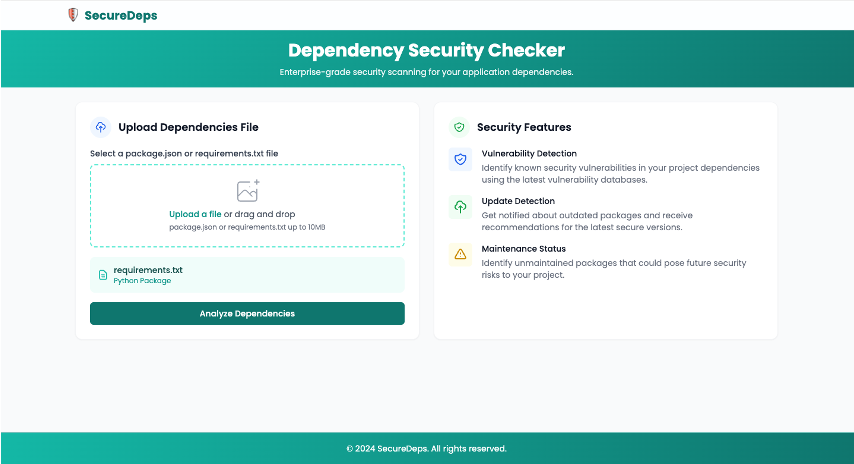 SecureDeps
Dependency Security Checker
Enterprise-grade security scanning for your application dependencies.
Upload Dependencies File
Select a package.json or requirements.txt file
Upload a file or drag and drop
package.json or requirements.txt up to 10MB
requirements.txt
Python Package
Analyze Dependencies
Security Features
Vulnerability Detection
Identify known security vulnerabilities in your project dependencies
using the latest vulnerability databases.
Update Detection
Get notified about outdated packages and receive
recommendations for the latest secure versions.
Maintenance Status
Identify unmaintained packages that could pose future security
risks to your project.
© 2024 SecureDeps. All rights reserved.